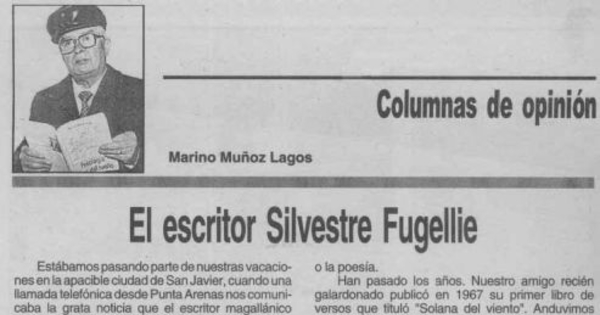 Columnas de opinión
Marino Muñoz Lagos
El escritor Silvestre Fugellie
Estábamos pasando parte de nuestras vacacio-
nes en la apacible ciudad de San Javier, cuando una
llamada telefónica desde Punta Arenas nos comuni-
caba la grata noticia que el escritor magallánico
o la poesía.
Han pasado los años. Nuestro amigo recién
galardonado publicó en 1967 su primer libro de
versos que tituló "Solana del viento". Anduvimos